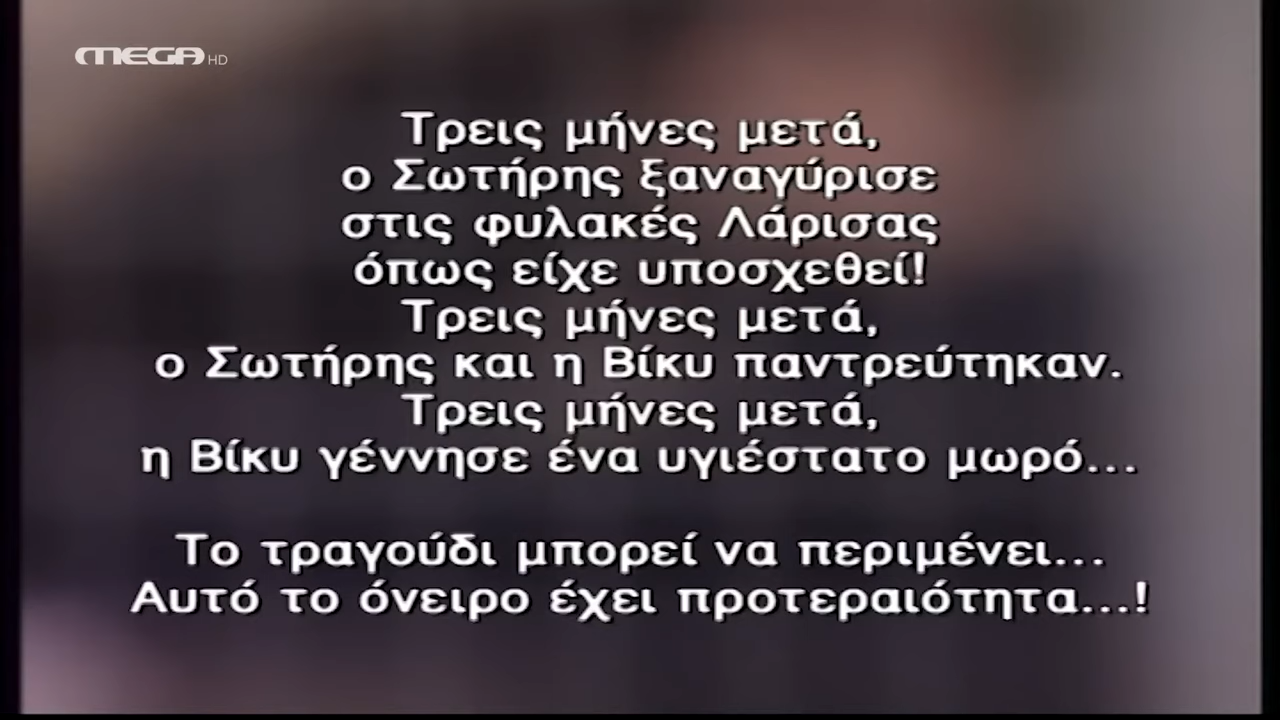 MEGA HD
Τρεις μήνες μετά,
ο Σωτήρης ξαναγύρισε
στις φυλακές Λάρισας
όπως είχε υποσχεθεί!
Τρεις μήνες μετά,
ο Σωτήρης και η Βίκυ παντρεύτηκαν.
Τρεις μήνες μετά,
η Βίκυ γέννησε ένα υγιέστατο μωρό...
Το τραγούδι μπορεί να περιμένει...
Αυτό το όνειρο έχει προτεραιότητα...!